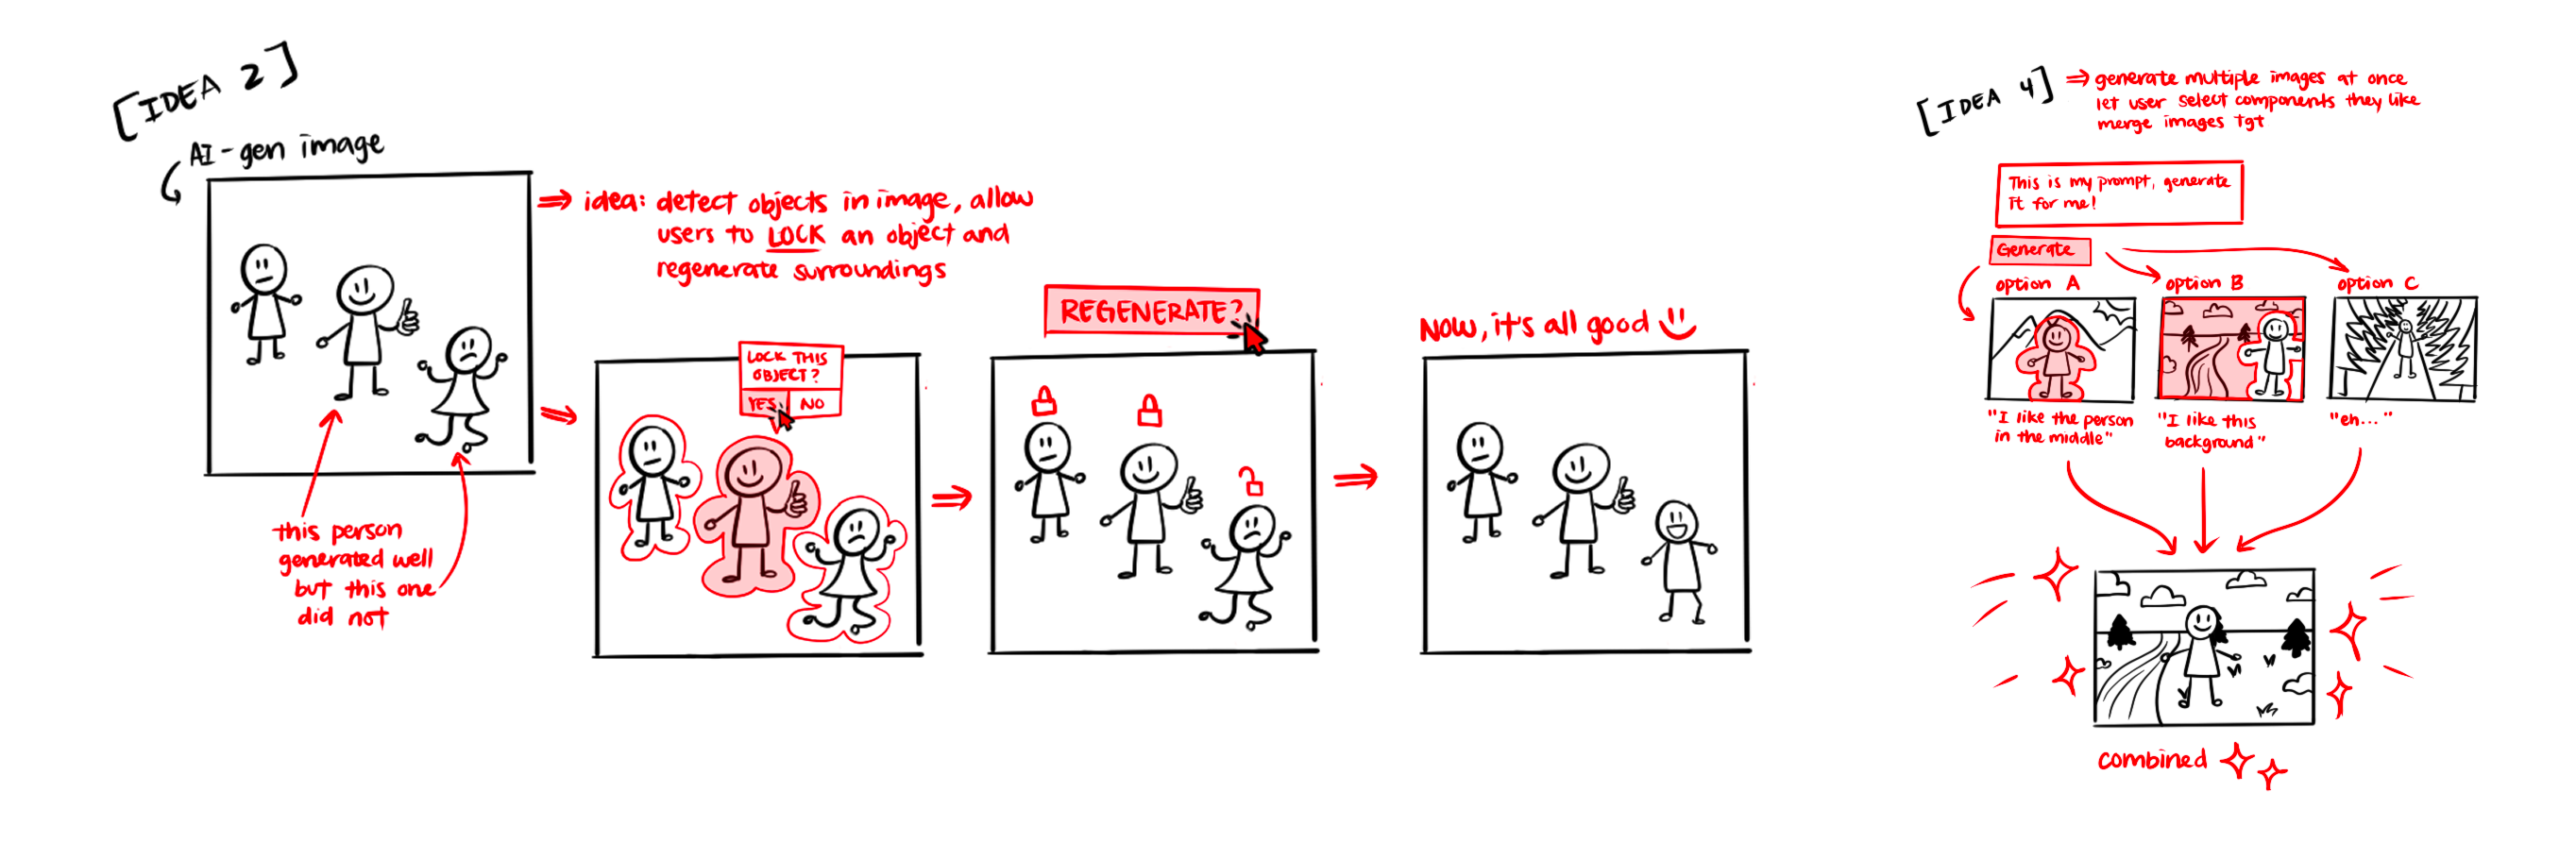 [IDEA 2]
AI-gen image
⇒ idea: detect objects in image, allow
users to LOCK an object and
regenerate surroundings
this person
generated well
but this one
did not
LOCK THIS
OBJECT?
YES NO
REGENERATE?
Now, it's all good
[IDEA 4]
⇒ generate multiple images at once
let user select components they like
merge images tgt
This is my prompt, generate
it for me!
Generate
option A
option B
option C
"I like the person
in the middle"
"I like this
background"
"eh..."
combined